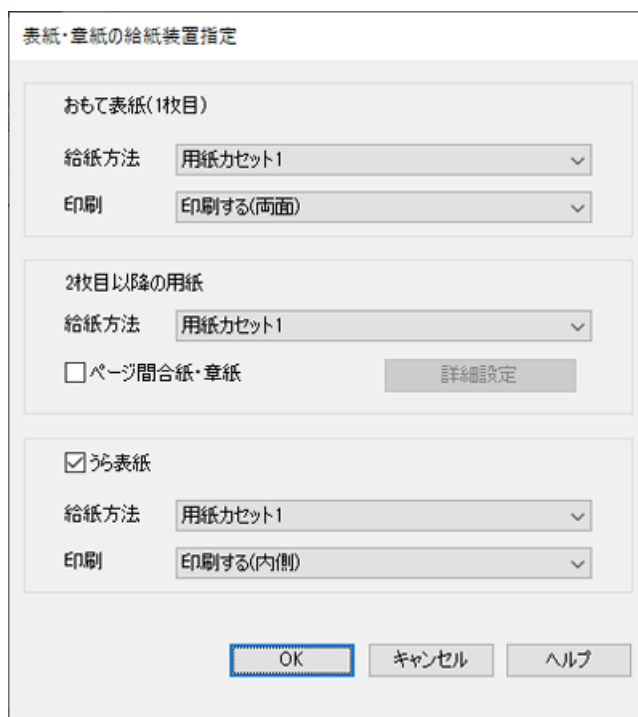 表紙・章紙の給紙装置指定
おもて表紙(1枚目)
給紙方法 用紙カセット1
印刷 印刷する(両面)
2枚目以降の用紙
給紙方法 用紙カセット1
ページ間合紙・章紙 詳細設定
うら表紙
給紙方法 用紙カセット1
印刷 印刷する(内側)
OK キャンセル ヘルプ